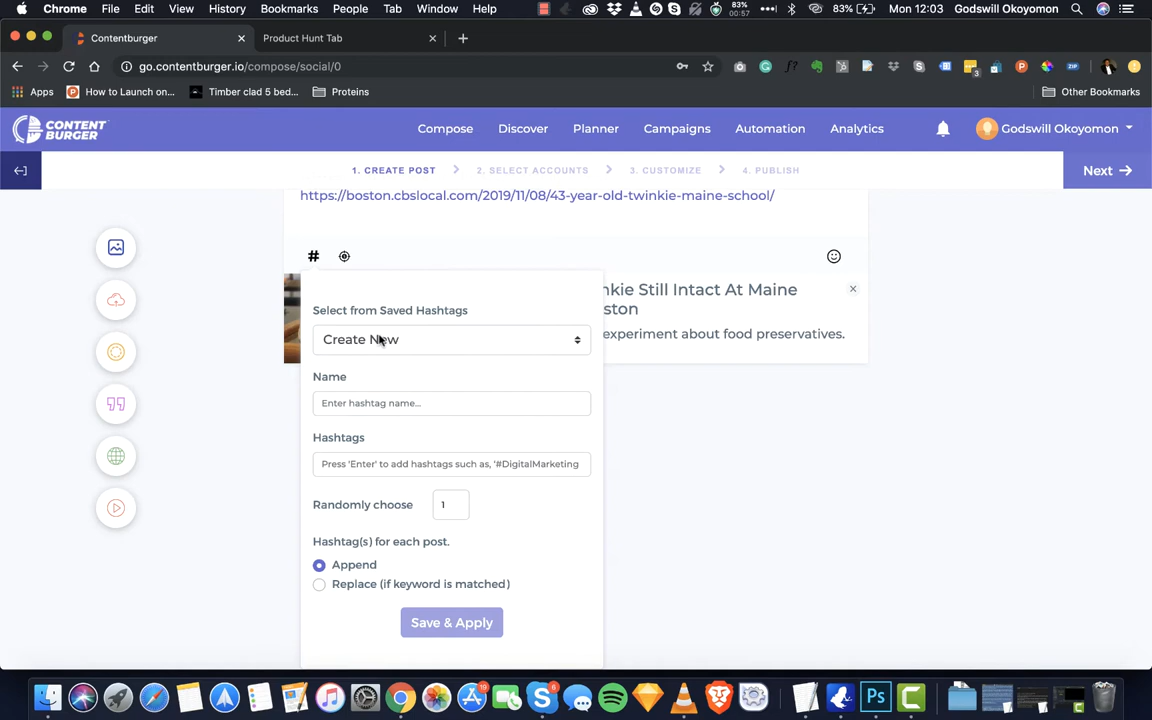 Chrome File Edit View History Bookmarks People Tab Window Help 83% 00:57 83% Mon 12:03 Godswill Okoyomon
Contentburger Product Hunt Tab
go.contentburger.io/compose/social/0
Apps How to Launch on... Timber clad 5 bed... Proteins Other Bookmarks
CONTENT BURGER Compose Discover Planner Campaigns Automation Analytics Godswill Okoyomon
1. CREATE POST 2. SELECT ACCOUNTS 3. CUSTOMIZE 4. PUBLISH Next
https://boston.cbslocal.com/2019/11/08/43-year-old-twinkie-maine-school/
#
nkie Still Intact At Maine
ston
experiment about food preservatives.
Select from Saved Hashtags
Create New
Name
Enter hashtag name...
Hashtags
Press 'Enter' to add hashtags such as, '#DigitalMarketing
Randomly choose 1
Hashtag(s) for each post.
Append
Replace (if keyword is matched)
Save & Apply